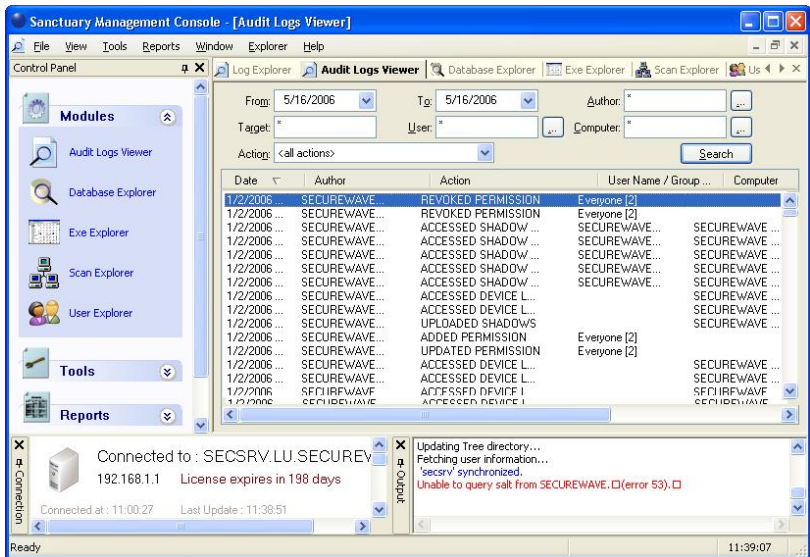 Sanctuary Management Console - [Audit Logs Viewer]
File View Tools Reports Window Explorer Help
Control Panel
Log Explorer Audit Logs Viewer Database Explorer Exe Explorer Scan Explorer Us
Modules
Audit Logs Viewer
Database Explorer
Exe Explorer
Scan Explorer
User Explorer
Tools
Reports
From: 5/16/2006 To: 5/16/2006 Author: * ...
Target: * User: * ... Computer: * ...
Action: <all actions> Search
Date Author Action User Name / Group ... Computer
1/2/2006 ... SECUREWAVE... REVOKED PERMISSION Everyone [2]
1/2/2006 ... SECUREWAVE... REVOKED PERMISSION Everyone [2]
1/2/2006 ... SECUREWAVE... ACCESSED SHADOW ... SECUREWAVE... SECUREWAVE ...
1/2/2006 ... SECUREWAVE... ACCESSED SHADOW ... SECUREWAVE... SECUREWAVE ...
1/2/2006 ... SECUREWAVE... ACCESSED SHADOW ... SECUREWAVE... SECUREWAVE ...
1/2/2006 ... SECUREWAVE... ACCESSED SHADOW ... SECUREWAVE... SECUREWAVE ...
1/2/2006 ... SECUREWAVE... ACCESSED SHADOW ... SECUREWAVE... SECUREWAVE ...
1/2/2006 ... SECUREWAVE... ACCESSED DEVICE L... SECUREWAVE ...
1/2/2006 ... SECUREWAVE... UPLOADED SHADOWS SECUREWAVE ...
1/2/2006 ... SECUREWAVE... ADDED PERMISSION Everyone [2]
1/2/2006 ... SECUREWAVE... UPDATED PERMISSION Everyone [2]
1/2/2006 ... SECUREWAVE... ACCESSED DEVICE L... SECUREWAVE ...
1/2/2006 ... SECUREWAVE... ACCESSED DEVICE L... SECUREWAVE ...
1/2/2006 ... SECUREWAVE... ACCESSED DEVICE L... SECUREWAVE ...
1/2/2006 SECUREWAVE ACCESSED DEVICE L SECUREWAVE
Connection
Connected to : SECSRV.LU.SECUREV
192.168.1.1 License expires in 198 days
Connected at : 11:00:27 Last Update : 11:38:51
Output
Updating Tree directory...
Fetching user information...
'secsrv' synchronized.
Unable to query salt from SECUREWAVE.□(error 53).□
Ready 11:39:07